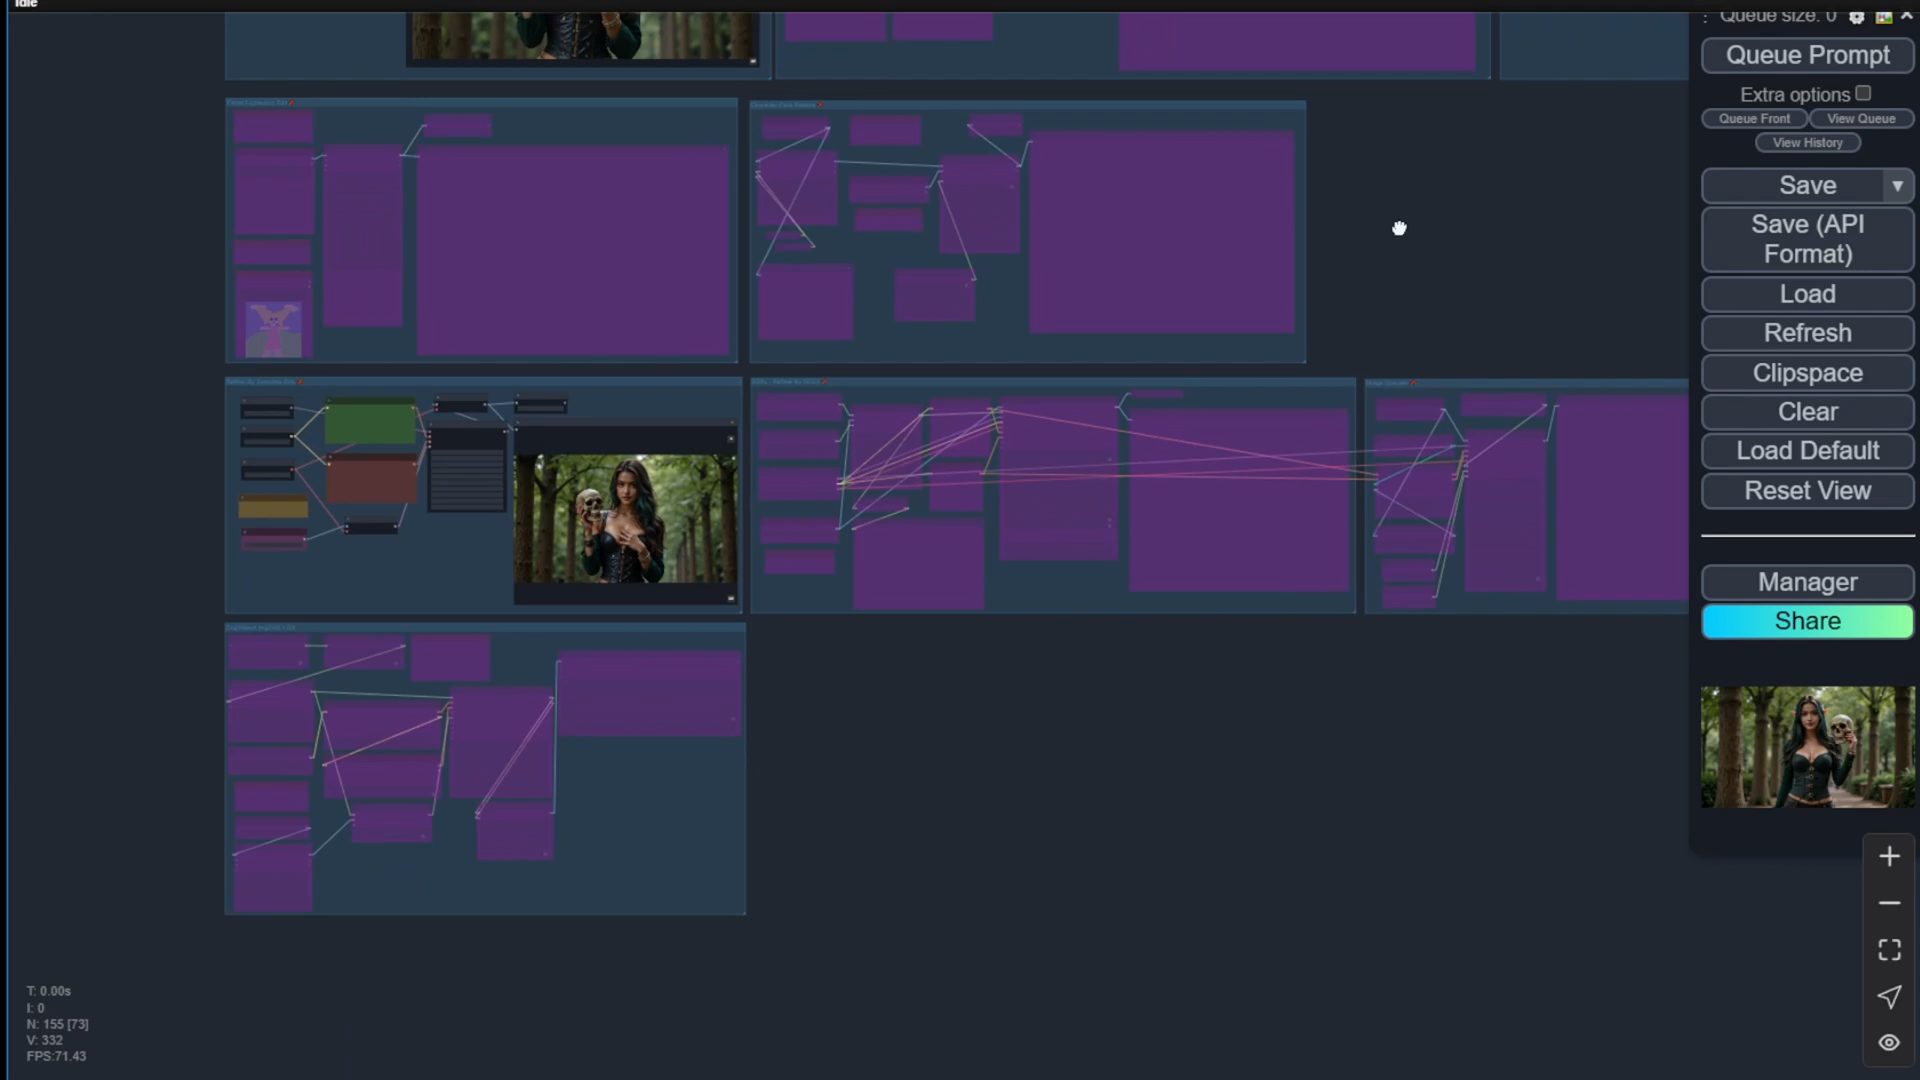 Idle
Queue size: 0
Queue Prompt
Extra options
Queue Front
View Queue
View History
Save
▼
Save (API
Format)
Load
Refresh
Clipspace
Clear
Load Default
Reset View
Manager
Share
T: 0.00s
I: 0
N: 155 [73]
V: 332
FPS:71.43